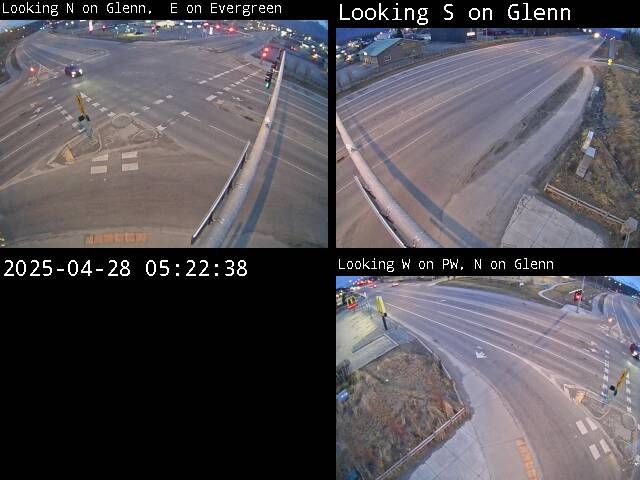 Looking N on Glenn,  E on Evergreen
Looking S on Glenn
2025-04-28 05:22:38
Looking W on PW, N on Glenn